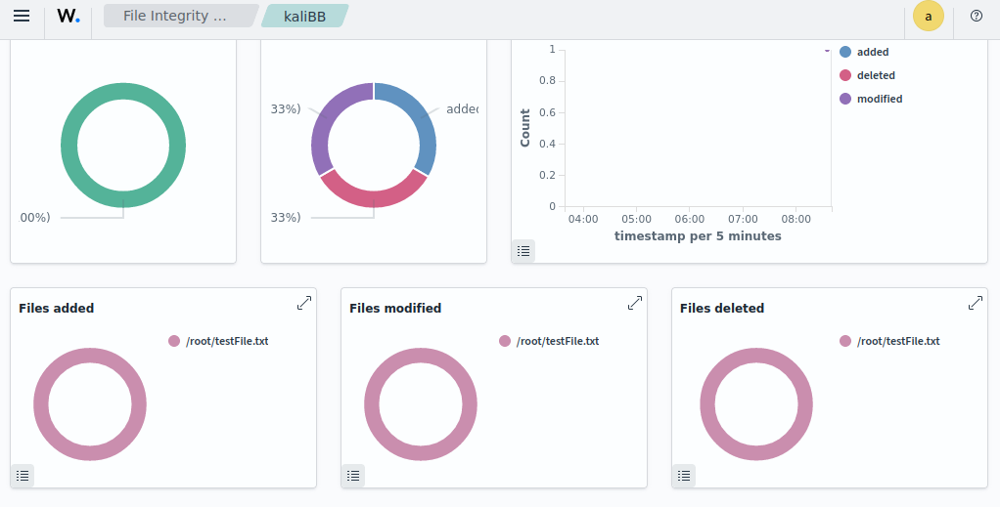 W. File Integrity ... kaliBB a
00%)
33%) added
33%)
Count
1
0.8
0.6
0.4
0.2
0
04:00 05:00 06:00 07:00 08:00
timestamp per 5 minutes
added
deleted
modified
Files added
/root/testFile.txt
Files modified
/root/testFile.txt
Files deleted
/root/testFile.txt